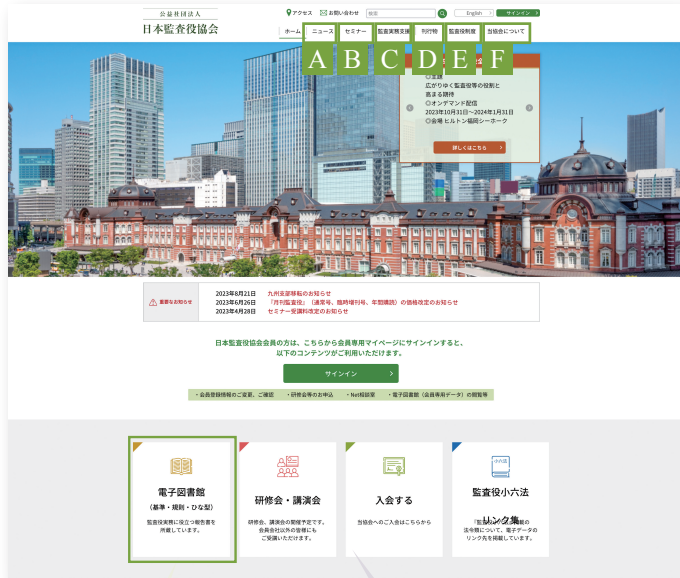 公益社団法人
日本監査役協会
アクセス
お問い合わせ
検索
English
サインイン
ホーム ニュース セミナー 監査実務支援 刊行物 監査役制度 当協会について
A B C D E F
広がりゆく監査役等の役割と
高まる期待
◎オンデマンド配信
2023年10月31日~2024年1月31日
◎会場 ヒルトン福岡シーホーク
詳しくはこちら
重要なお知らせ
2023年8月21日 九州支部移転のお知らせ
2023年6月26日 『月刊監査役』(通常号、臨時増刊号、年間購読)の価格改定のお知らせ
2023年4月28日 セミナー受講料改定のお知らせ
日本監査役協会会員の方は、こちらから会員専用マイページにサインインすると、
以下のコンテンツがご利用いただけます。
サインイン
・会員登録情報のご変更、ご確認 ・研修会等のお申込 ・Net相談室 ・電子図書館(会員専用データ)の閲覧等
電子図書館
(基準・規則・ひな型)
監査役実務に役立つ報告書を
所蔵しています。
研修会・講演会
研修会、講演会の開催予定です。
会員会社以外の皆様にも
ご受講いただけます。
入会する
当協会へのご入会はこちらから
小六法
監査役小六法
リンク集
法令類について、電子データの
リンク先を掲載しています。